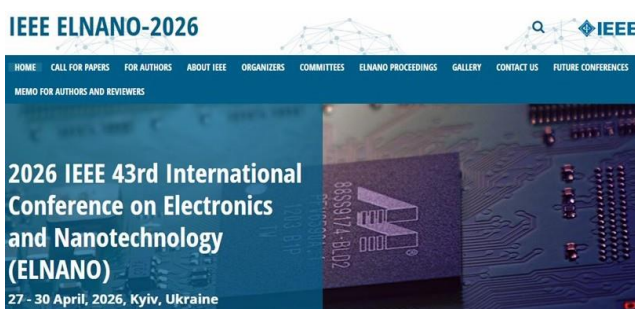 IEEE ELNANO-2026
IEEE
HOME CALL FOR PAPERS FOR AUTHORS ABOUT IEEE ORGANIZERS COMMITTEES ELNANO PROCEEDINGS GALLERY CONTACT US FUTURE CONFERENCES
MEMO FOR AUTHORS AND REVIEWERS
2026 IEEE 43rd International
Conference on Electronics
and Nanotechnology
(ELNANO)
27 - 30 April, 2026, Kyiv, Ukraine
88SS9174-BLD2